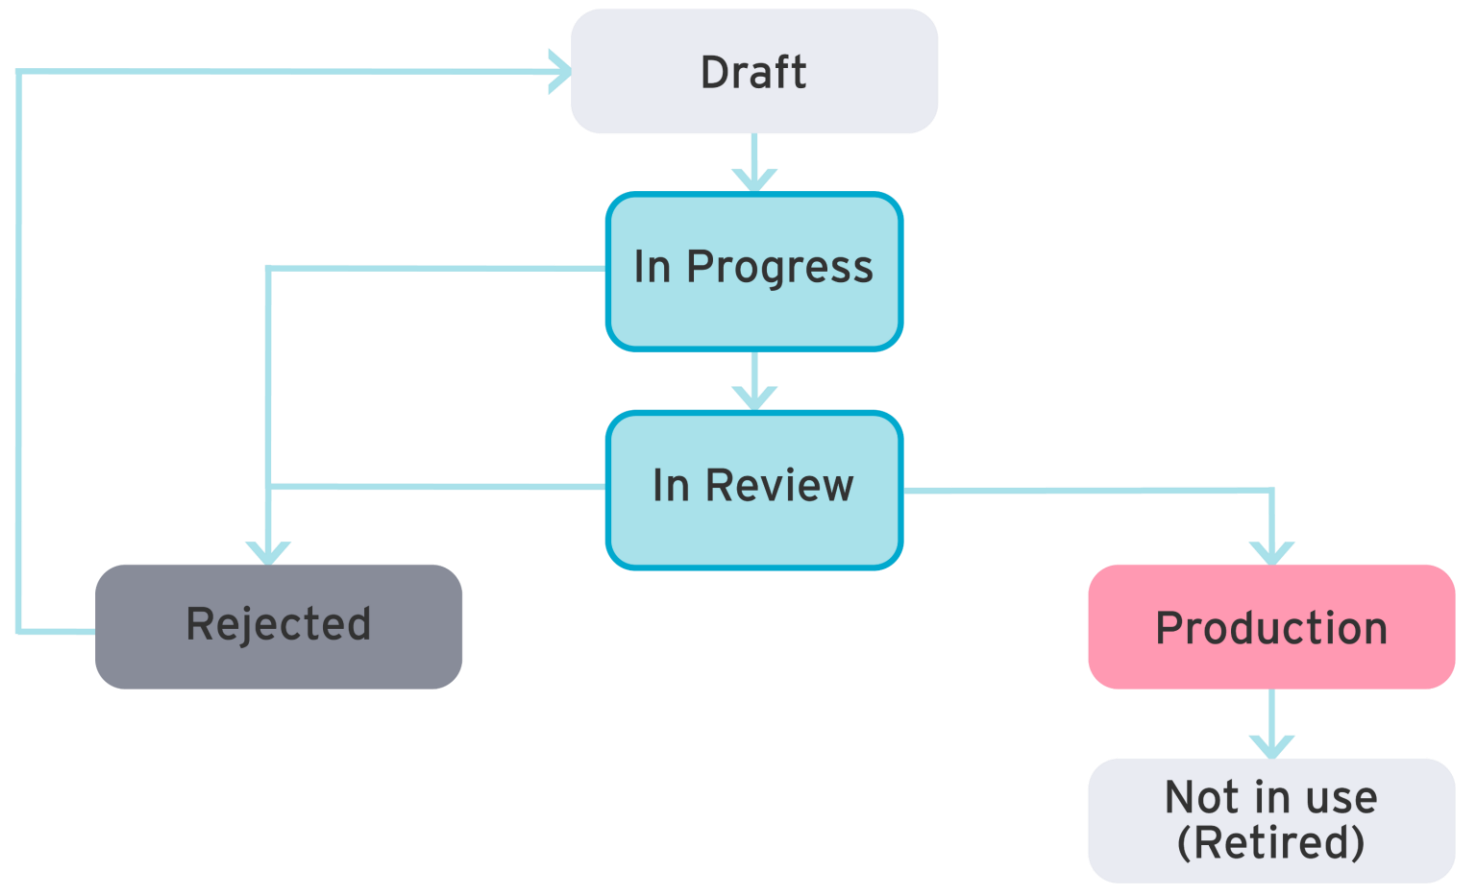 Draft
In Progress
In Review
Rejected
Production
Not in use
(Retired)